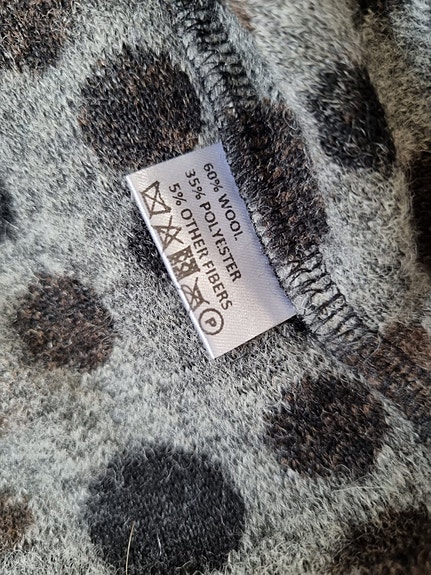 60% WOOL
35% POLYESTER
5% OTHER FIBERS
P